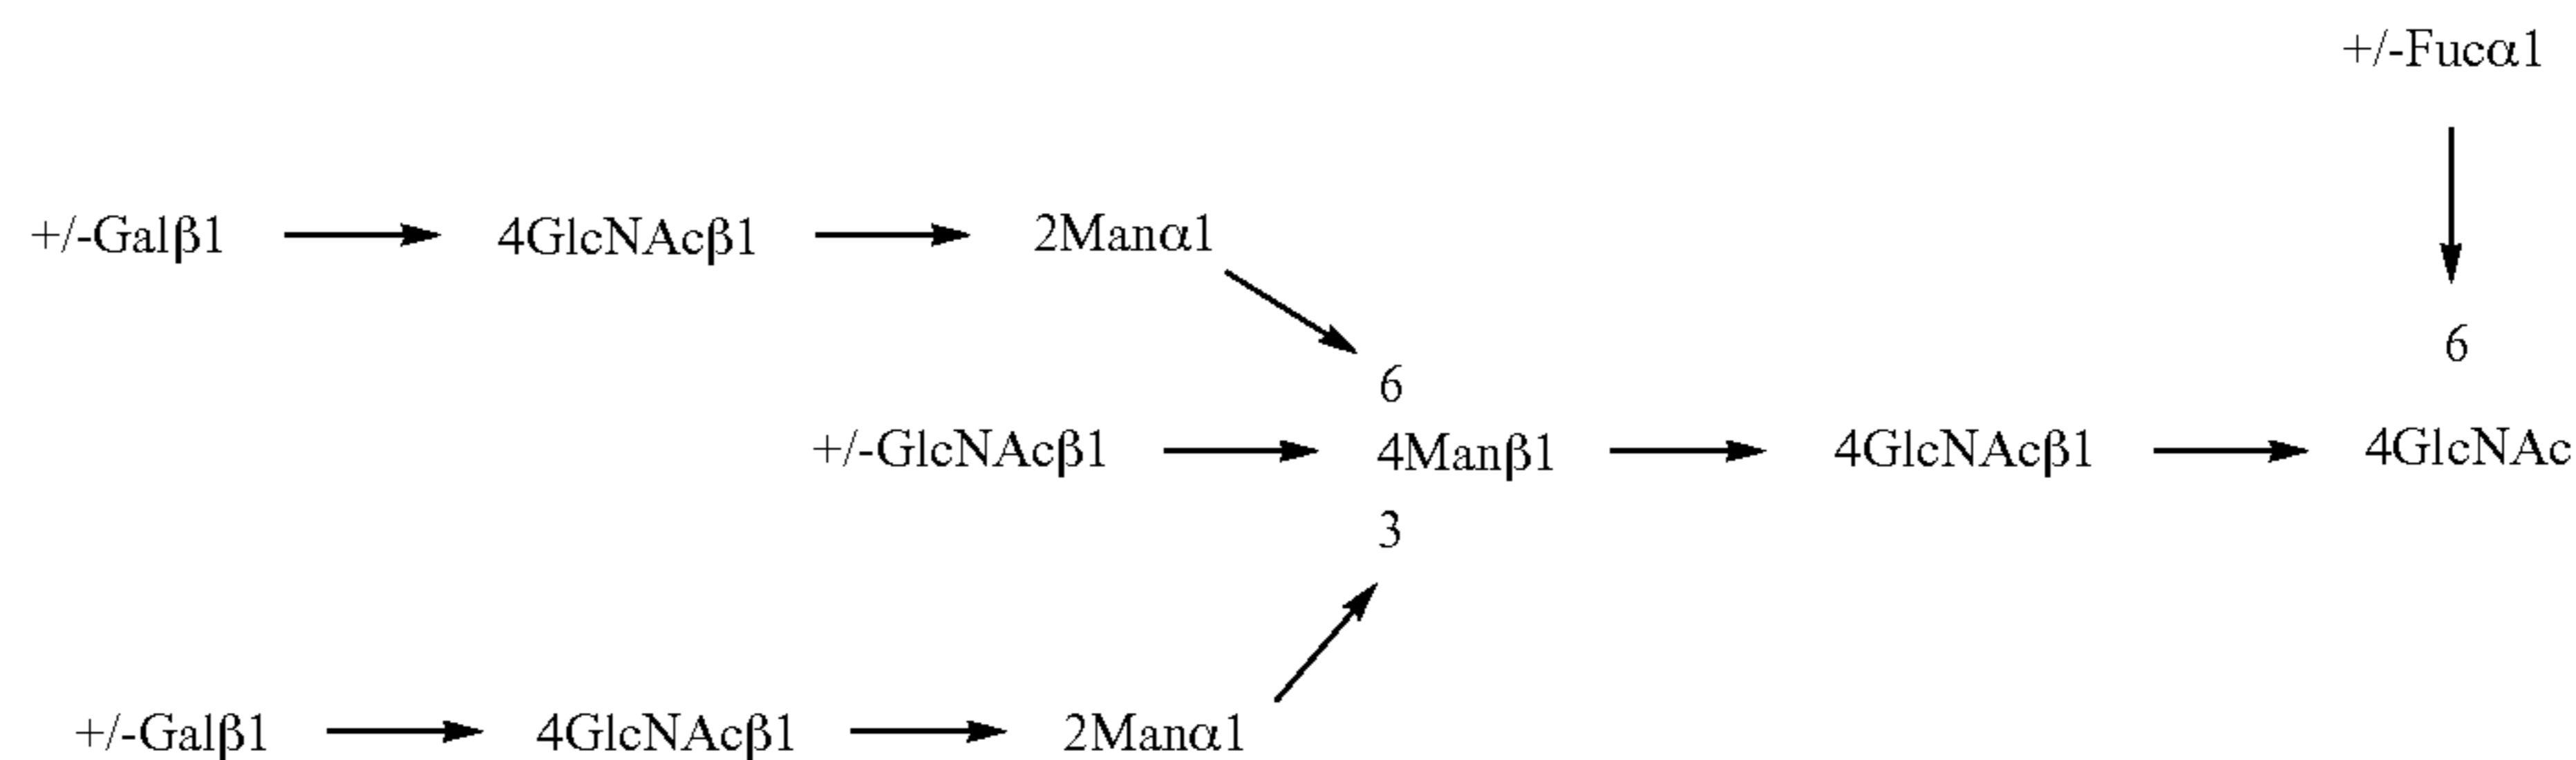 +/-Fucα1
+/-Galβ1 4GlcNAcβ1 2Manα1
6
6
+/-GlcNAcβ1 4Manβ1 4GlcNAcβ1 4GlcNAc
3
+/-Galβ1 4GlcNAcβ1 2Manα1